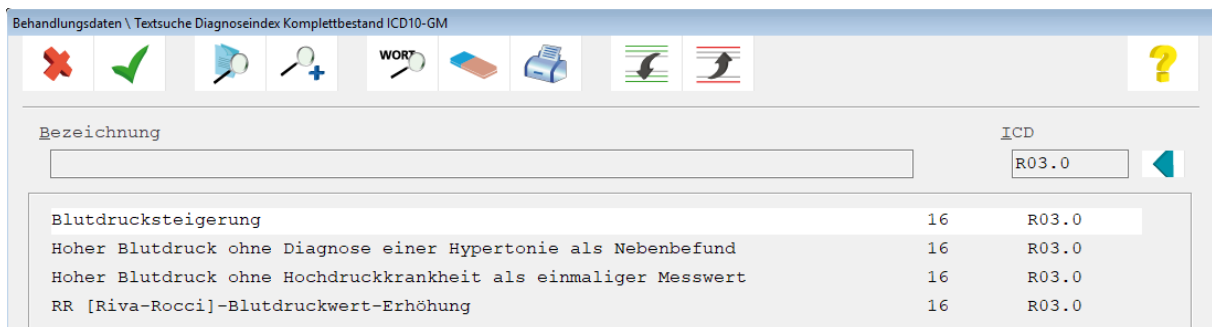 Behandlungsdaten \ Textsuche Diagnoseindex Komplettbestand ICD10-GM
WORT
?
Bezeichnung ICD
R03.0
Blutdrucksteigerung 16 R03.0
Hoher Blutdruck ohne Diagnose einer Hypertonie als Nebenbefund 16 R03.0
Hoher Blutdruck ohne Hochdruckkrankheit als einmaliger Messwert 16 R03.0
RR [Riva-Rocci]-Blutdruckwert-Erhöhung 16 R03.0